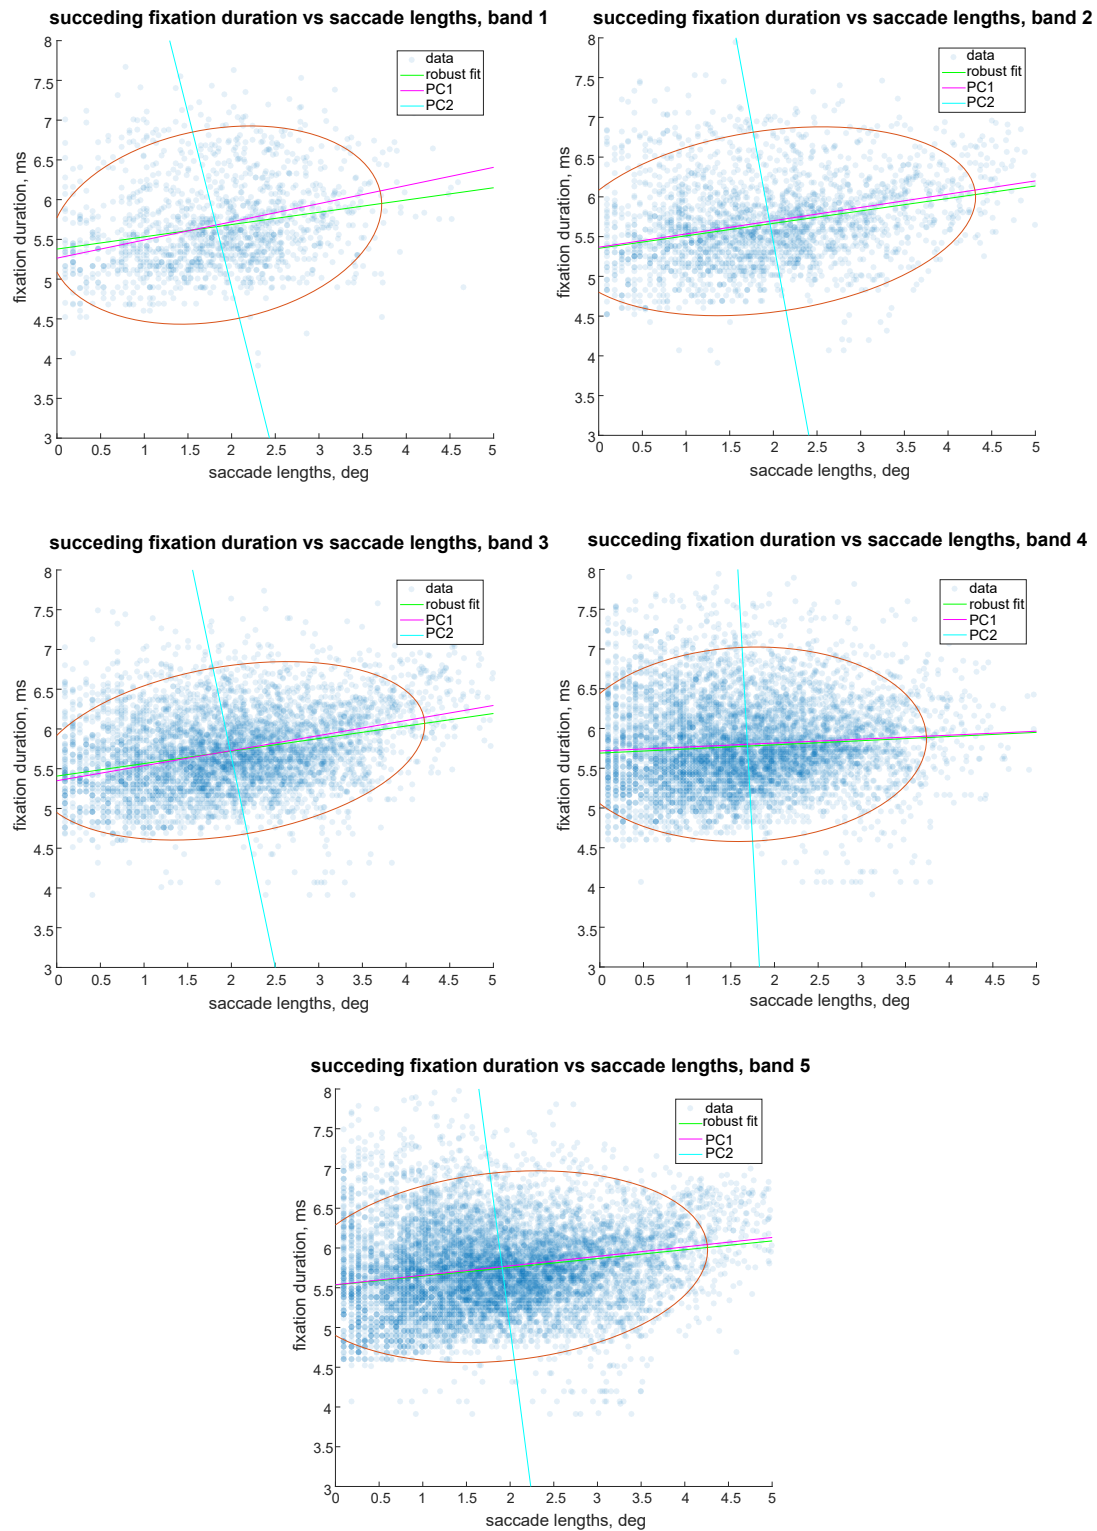 succeding fixation duration vs saccade lengths, band 1
8
7.5
7
6.5
6
5.5
5
4.5
4
3.5
3
fixation duration, ms
data
robust fit
PC1
PC2
0 0.5 1 1.5 2 2.5 3 3.5 4 4.5 5
saccade lengths, deg
succeding fixation duration vs saccade lengths, band 2
8
7.5
7
6.5
6
5.5
5
4.5
4
3.5
3
fixation duration, ms
data
robust fit
PC1
PC2
0 0.5 1 1.5 2 2.5 3 3.5 4 4.5 5
saccade lengths, deg
succeding fixation duration vs saccade lengths, band 3
8
7.5
7
6.5
6
5.5
5
4.5
4
3.5
3
fixation duration, ms
data
robust fit
PC1
PC2
0 0.5 1 1.5 2 2.5 3 3.5 4 4.5 5
saccade lengths, deg
succeding fixation duration vs saccade lengths, band 4
8
7.5
7
6.5
6
5.5
5
4.5
4
3.5
3
fixation duration, ms
data
robust fit
PC1
PC2
0 0.5 1 1.5 2 2.5 3 3.5 4 4.5 5
saccade lengths, deg
succeding fixation duration vs saccade lengths, band 5
8
7.5
7
6.5
6
5.5
5
4.5
4
3.5
3
fixation duration, ms
data
robust fit
PC1
PC2
0 0.5 1 1.5 2 2.5 3 3.5 4 4.5 5
saccade lengths, deg